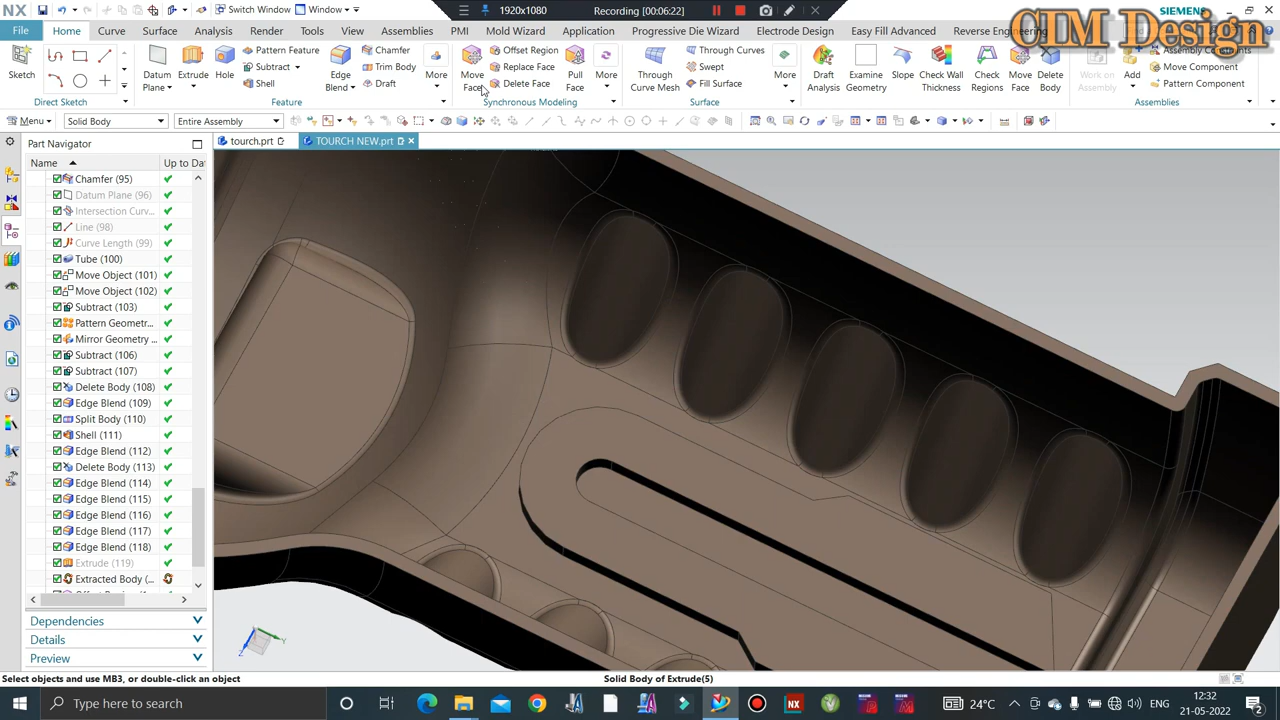 NX
Switch Window
Window
1920x1080
Recording [00:06:22]
SIEMENS
CIM Design
File
Home
Curve
Surface
Analysis
Render
Tools
View
Assemblies
PMI
Mold Wizard
Application
Progressive Die Wizard
Electrode Design
Easy Fill Advanced
Reverse Engineering
Sketch
Datum Plane
Extrude
Hole
Pattern Feature
Subtract
Shell
Edge Blend
Chamfer
Trim Body
Draft
More
Move Face
Offset Region
Replace Face
Delete Face
Pull Face
More
Through Curve Mesh
Through Curves
Swept
Fill Surface
More
Draft Analysis
Examine Geometry
Slope
Check Wall Thickness
Check Regions
Move Face
Delete Body
Work on Assembly
Add
Assembly Constraints
Move Component
Pattern Component
Direct Sketch
Feature
Synchronous Modeling
Surface
Assemblies
Menu
Solid Body
Entire Assembly
Part Navigator
tourch.prt
TOURCH NEW.prt
Name
Up to Dat
Chamfer (95)
Datum Plane (96)
Intersection Curv...
Line (98)
Curve Length (99)
Tube (100)
Move Object (101)
Move Object (102)
Subtract (103)
Pattern Geometr...
Mirror Geometry ...
Subtract (106)
Subtract (107)
Delete Body (108)
Edge Blend (109)
Split Body (110)
Shell (111)
Edge Blend (112)
Delete Body (113)
Edge Blend (114)
Edge Blend (115)
Edge Blend (116)
Edge Blend (117)
Edge Blend (118)
Extrude (119)
Extracted Body (...
Dependencies
Details
Preview
Z
Y
Select objects and use MB3, or double-click an object
Solid Body of Extrude(5)
Type here to search
24°C
ENG
12:32
21-05-2022
2